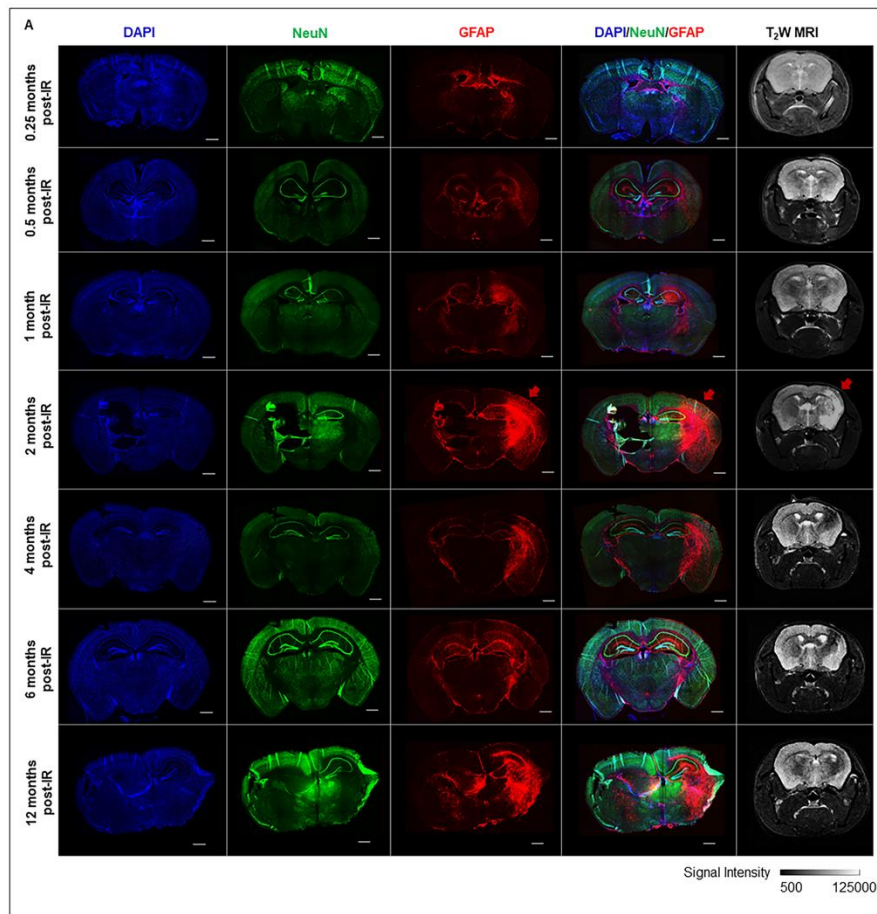 A
DAPI NeuN GFAP DAPI/NeuN/GFAP T₂W MRI
0.25 months
post-IR
0.5 months
post-IR
1 month
post-IR
2 months
post-IR
4 months
post-IR
6 months
post-IR
12 months
post-IR
Signal Intensity
500 125000